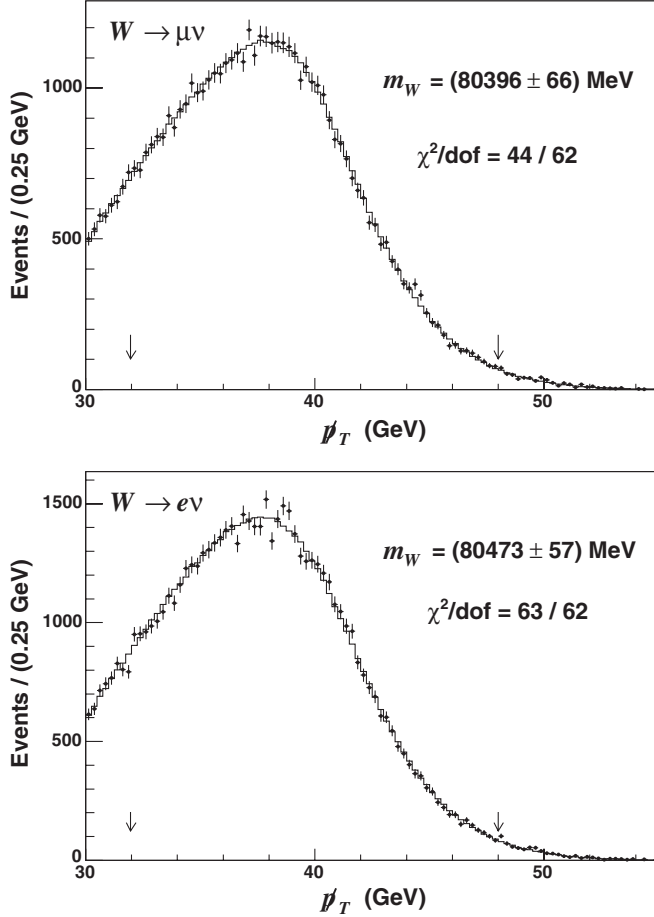 W → μν
m_W = (80396 ± 66) MeV
χ²/dof = 44 / 62
Events / (0.25 GeV)
1000
500
0
30
40
50
p̸_T (GeV)
W → eν
m_W = (80473 ± 57) MeV
χ²/dof = 63 / 62
Events / (0.25 GeV)
1500
1000
500
0
30
40
50
p̸_T (GeV)